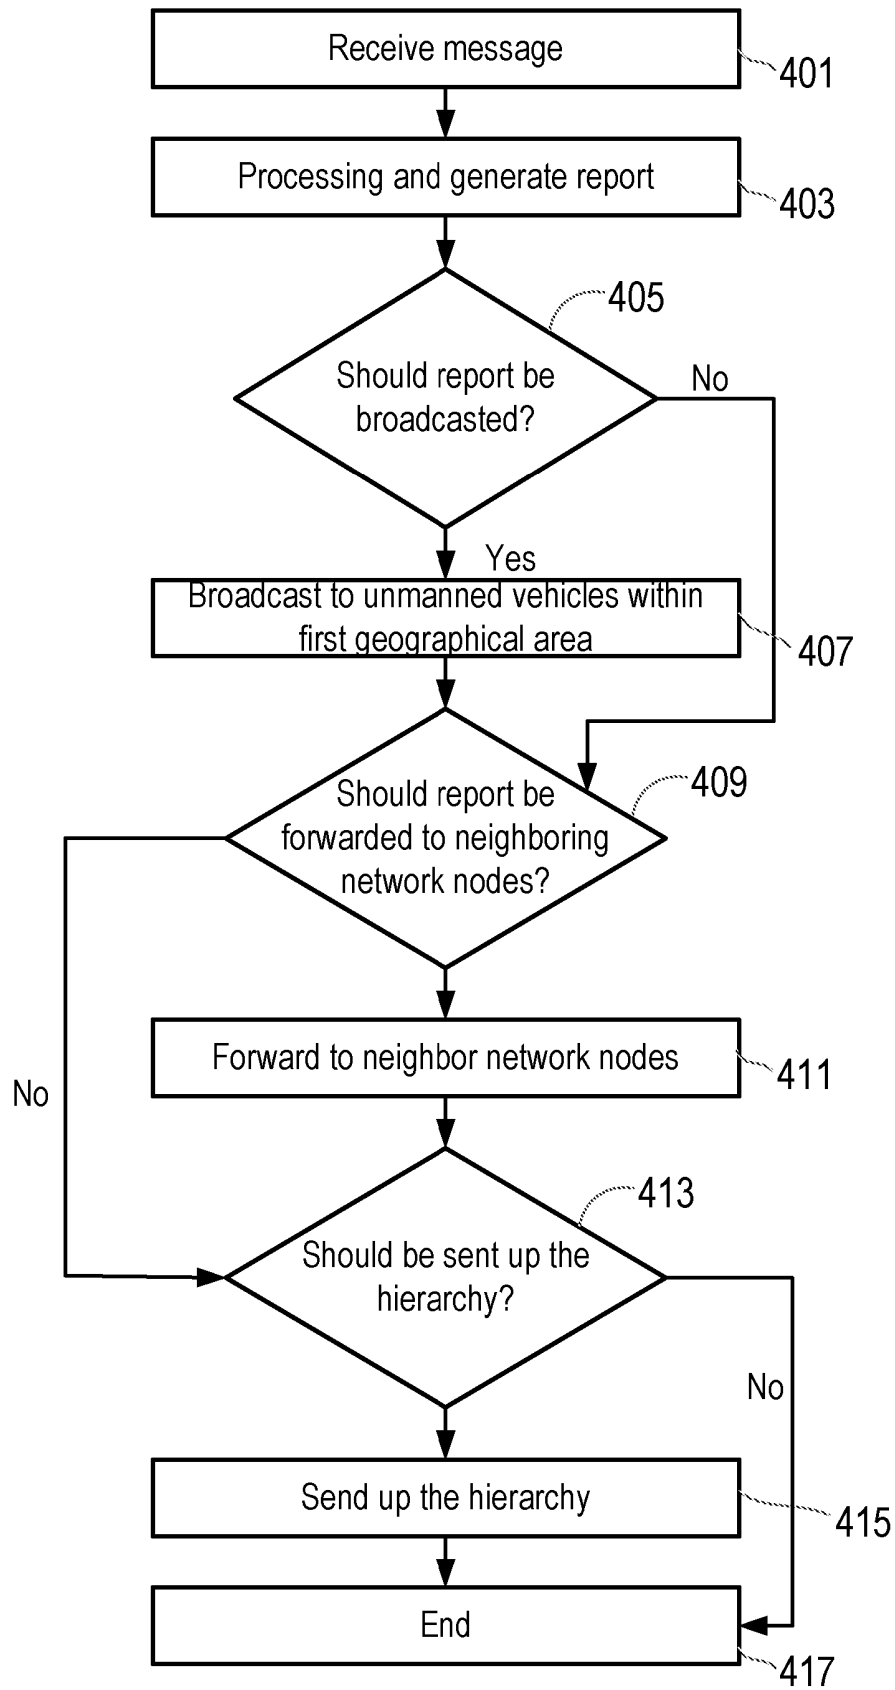 Receive message
401
Processing and generate report
403
405
Should report be
broadcasted?
No
Yes
Broadcast to unmanned vehicles within
first geographical area
407
409
Should report be
forwarded to neighboring
network nodes?
Forward to neighbor network nodes
411
No
413
Should be sent up the
hierarchy?
No
Send up the hierarchy
415
End
417